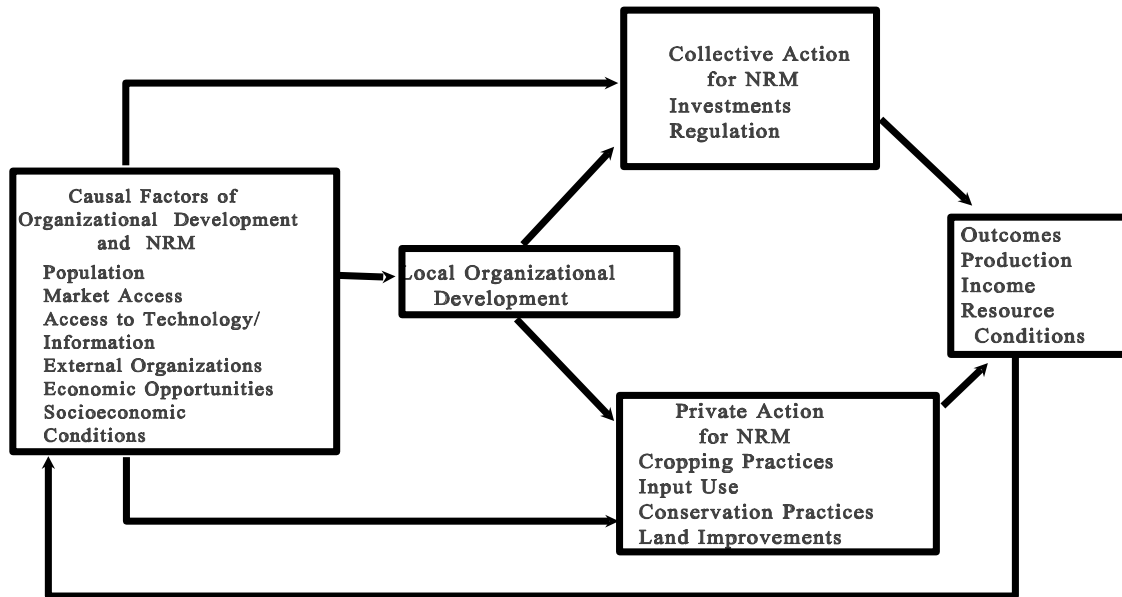 Collective Action
for NRM
Investments
Regulation
Causal Factors of
Organizational Development
and NRM
Population
Market Access
Access to Technology/
Information
External Organizations
Economic Opportunities
Socioeconomic
Conditions
Local Organizational
Development
Outcomes
Production
Income
Resource
Conditions
Private Action
for NRM
Cropping Practices
Input Use
Conservation Practices
Land Improvements